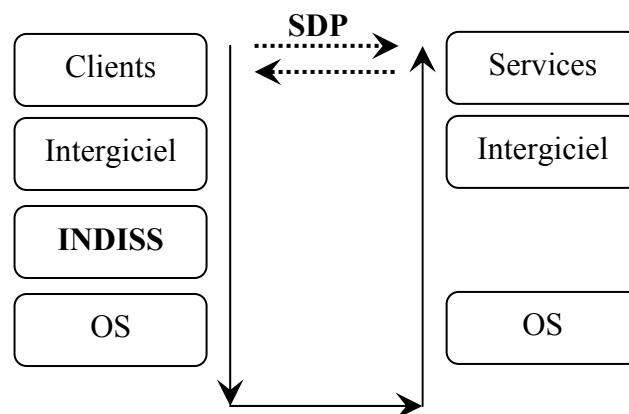 SDP
Clients
Services
Intergiciel
Intergiciel
INDISS
OS
OS